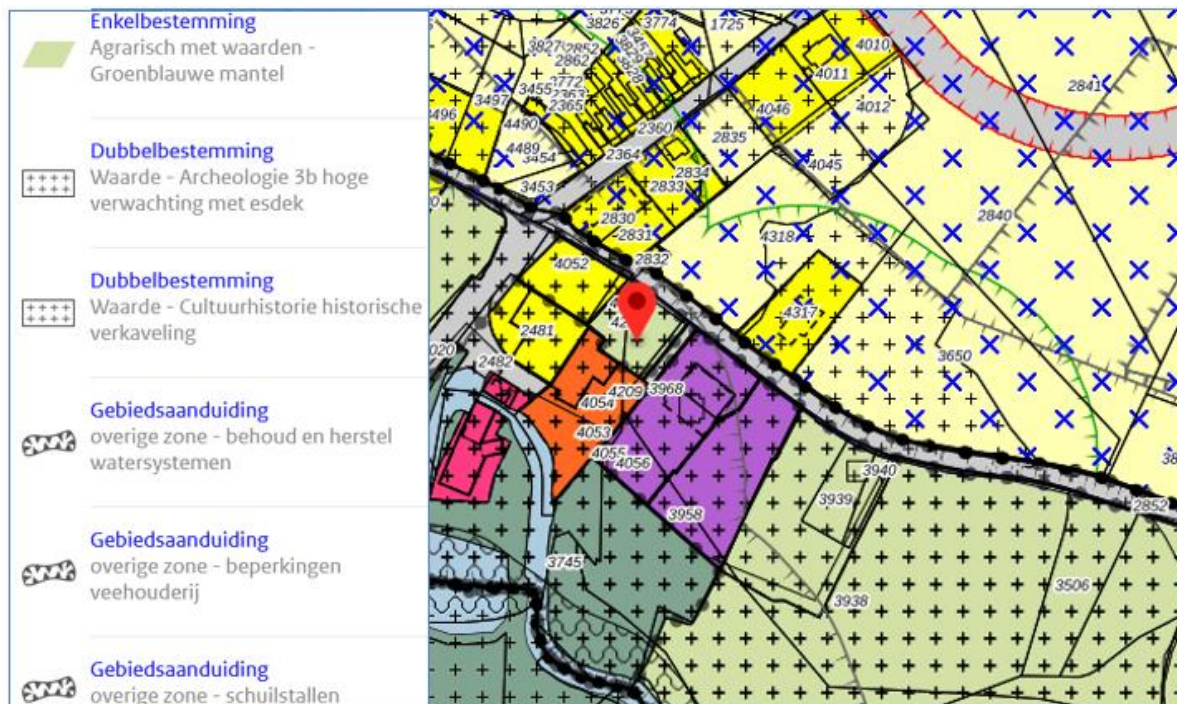 Enkelbestemming
Agrarisch met waarden -
Groenblauwe mantel
Dubbelbestemming
Waarde - Archeologie 3b hoge
verwachting met esdek
Dubbelbestemming
Waarde - Cultuurhistorie historische
verkaveling
Gebiedsaanduiding
overige zone - behoud en herstel
watersystemen
Gebiedsaanduiding
overige zone - beperkingen
veehouderij
Gebiedsaanduiding
overige zone - schuilstallen
3826
3774
1725
4010
3827
2862
4011
2841
3455
3772
3497
2365
4046
4012
4490
2360
2835
4489
3454
2364
4045
2834
3453
2833
2840
2830
2831
4318
4052
2832
4317
2481
3650
2482
4209
3968
4054
4053
4055
4056
3940
3939
3958
2852
3745
3506
3938